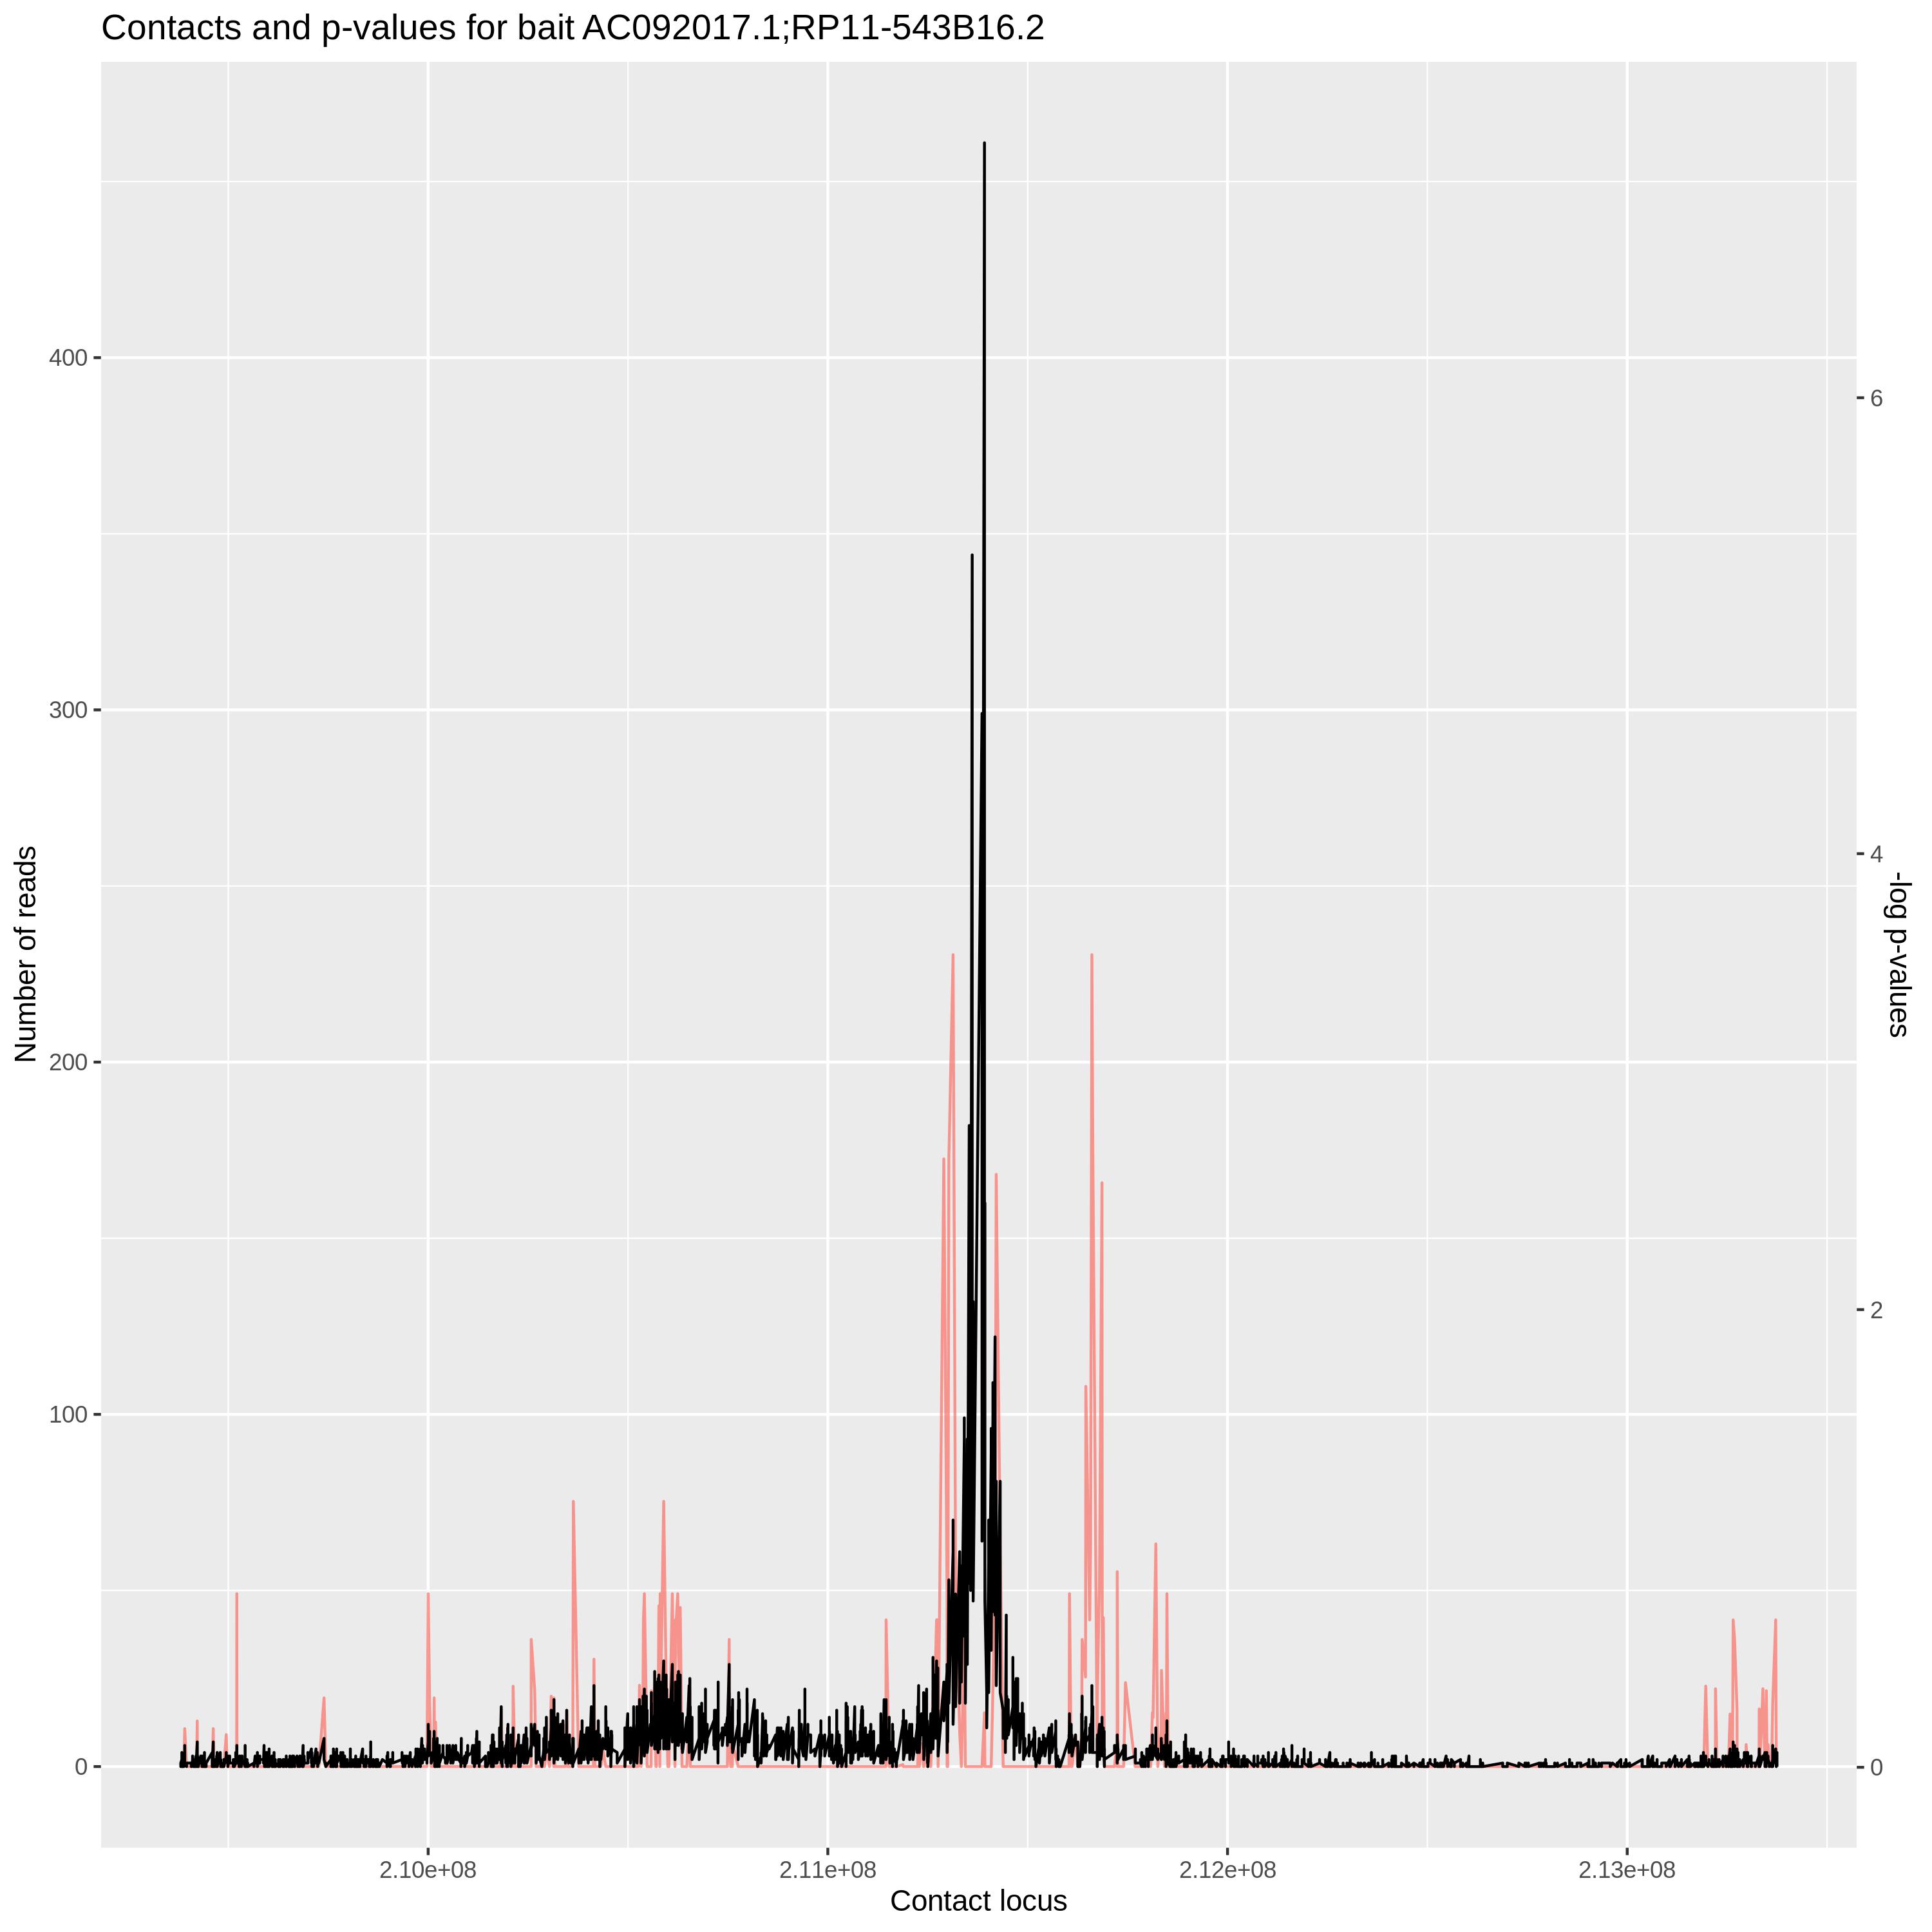 Contacts and p-values for bait AC092017.1;RP11-543B16.2
Number of reads
400
300
200
100
0
6
4
2
0
-log p-values
2.10e+08
2.11e+08
2.12e+08
2.13e+08
Contact locus